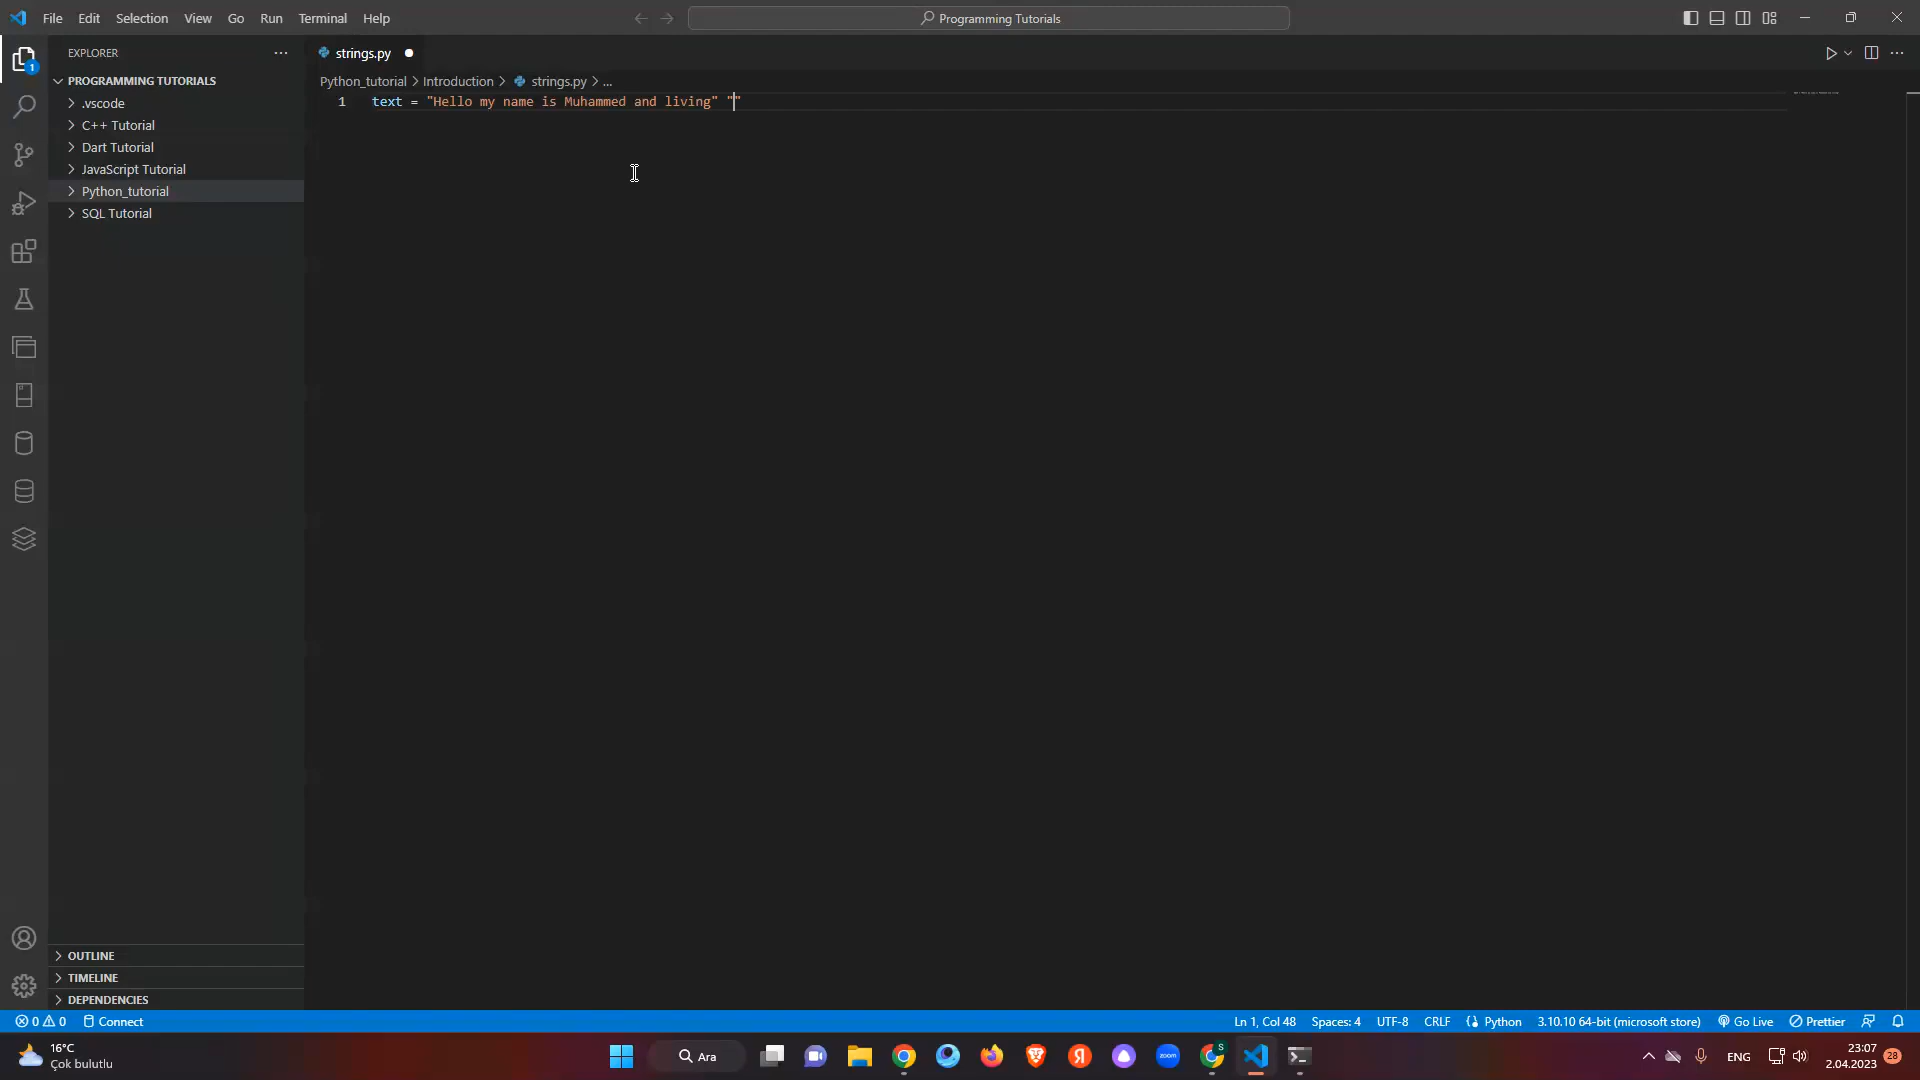 File Edit Selection View Go Run Terminal Help
Programming Tutorials
EXPLORER
strings.py
PROGRAMMING TUTORIALS
Python_tutorial > Introduction > strings.py > ...
.vscode
1 text = "Hello my name is Muhammed and living" ""
C++ Tutorial
Dart Tutorial
JavaScript Tutorial
Python_tutorial
SQL Tutorial
1
OUTLINE
TIMELINE
DEPENDENCIES
0 0 Connect
Ln 1, Col 48 Spaces: 4 UTF-8 CRLF Python 3.10.10 64-bit (microsoft store) Go Live Prettier
16°C
Çok bulutlu
Ara
zoom
S
ENG
23:07
2.04.2023
28